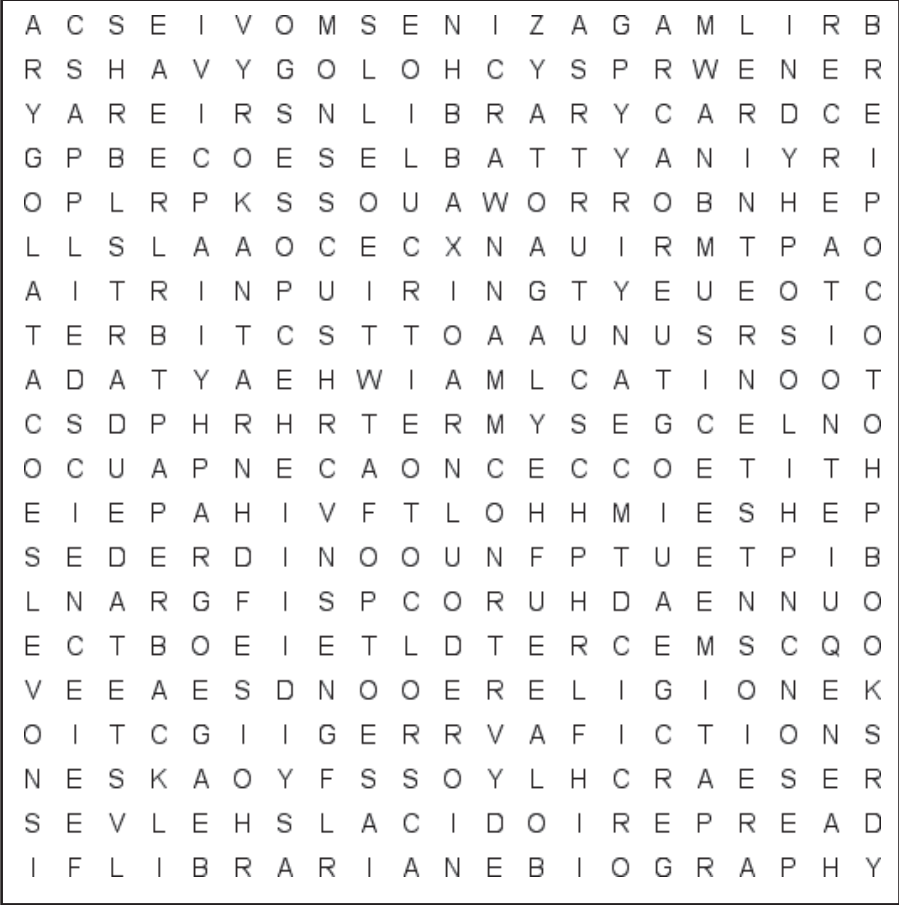 A C S E I V O M S E N I Z A G A M L I R B
R S H A V Y G O L O H C Y S P R W E N E R
Y A R E I R S N L I B R A R Y C A R D C E
G P B E C O E S E L B A T T Y A N I Y R I
O P L R P K S S O U A W O R R O B N H E P
L L S L A A O C E C X N A U I R M T P A O
A I T R I N P U I R I N G T Y E U E O T C
T E R B I T C S T T O A A U N U S R S I O
A D A T Y A E H W I A M L C A T I N O O T
C S D P H R H R T E R M Y S E G C E L N O
O C U A P N E C A O N C E C C O E T I T H
E I E P A H I V F T L O H H M I E S H E P
S E D E R D I N O O U N F P T U E T P I B
L N A R G F I S P C O R U H D A E N N U O
E C T B O E I E T L D T E R C E M S C Q O
V E E A E S D N O O E R E L I G I O N E K
O I T C G I I G E R R V A F I C T I O N S
N E S K A O Y F S S O Y L H C R A E S E R
S E V L E H S L A C I D O I R E P R E A D
I F L I B R A R I A N E B I O G R A P H Y